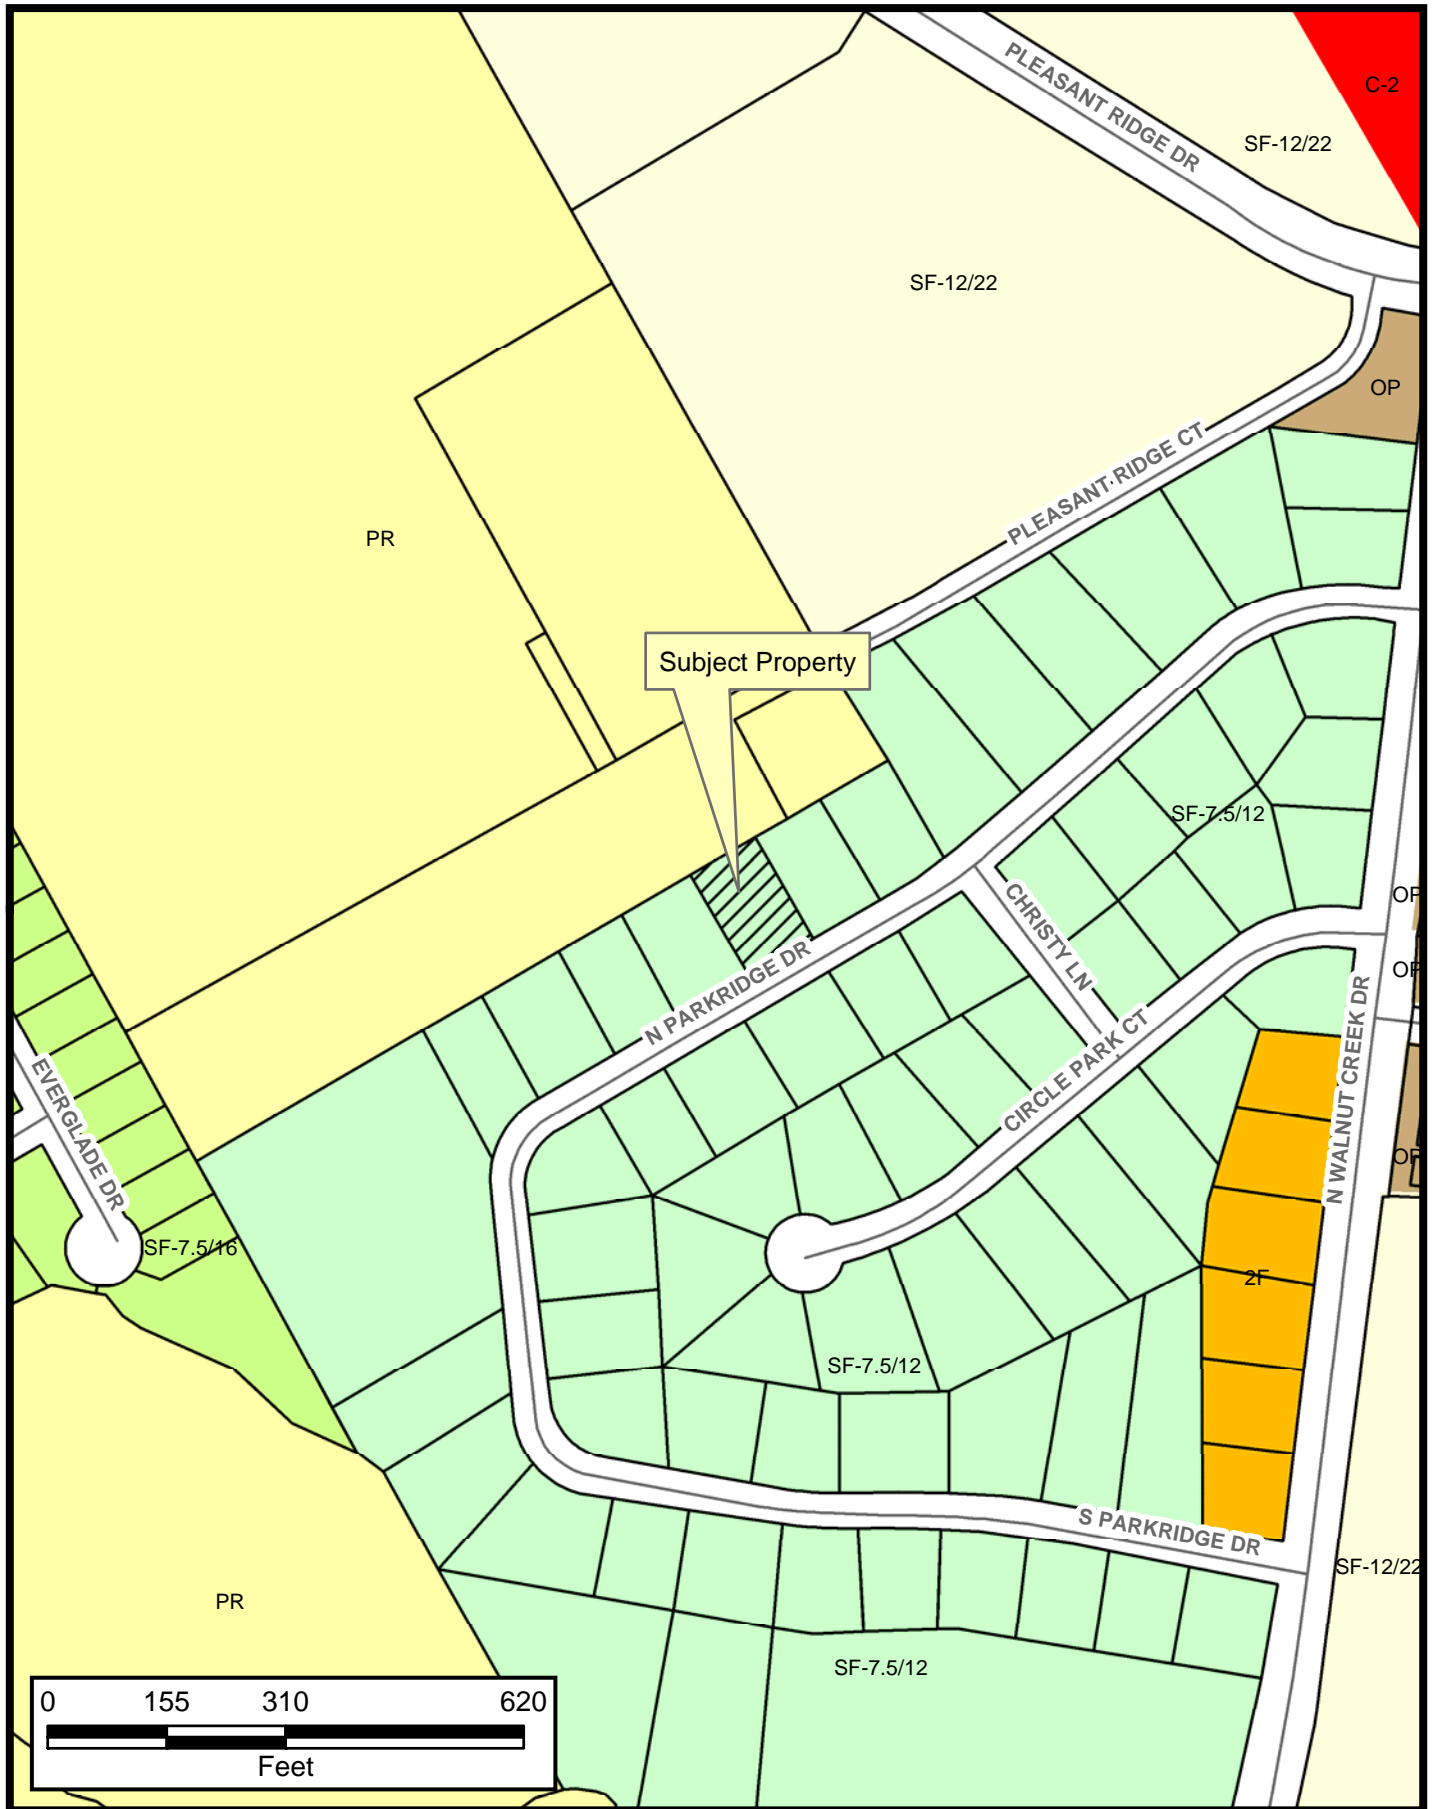 C-2
PLEASANT RIDGE DR
SF-12/22
SF-12/22
OP
PLEASANT RIDGE CT
PR
Subject Property
SF-7.5/12
OP
CHRISTY LN
N PARKRIDGE DR
OP
N WALNUT CREEK DR
CIRCLE PARK CT
EVERGLADE DR
OP
SF-7.5/16
2F
SF-7.5/12
S PARKRIDGE DR
SF-12/22
PR
SF-7.5/12
0 155 310 620
Feet